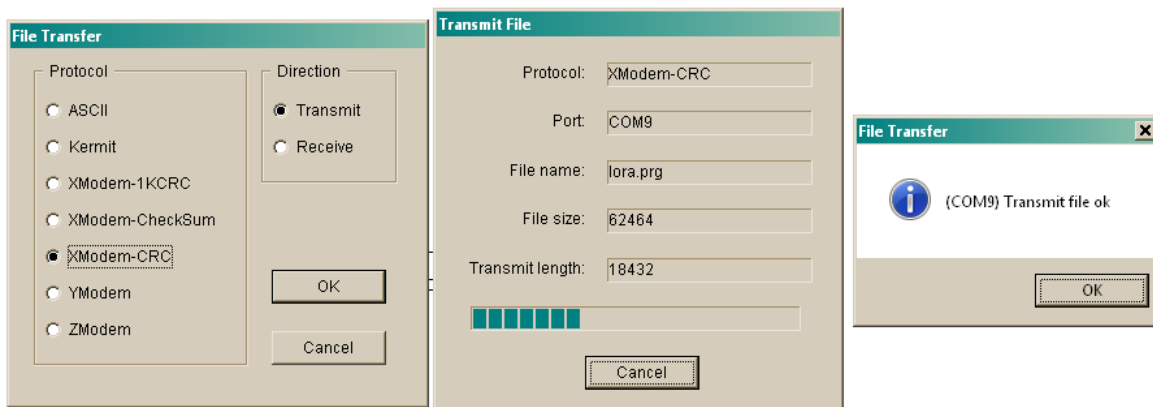 File Transfer
Protocol
ASCII
Kermit
XModem-1KCRC
XModem-CheckSum
XModem-CRC
YModem
ZModem
Direction
Transmit
Receive
OK
Cancel
Transmit File
Protocol: XModem-CRC
Port: COM9
File name: lora.prg
File size: 62464
Transmit length: 18432
Cancel
File Transfer
(COM9) Transmit file ok
OK